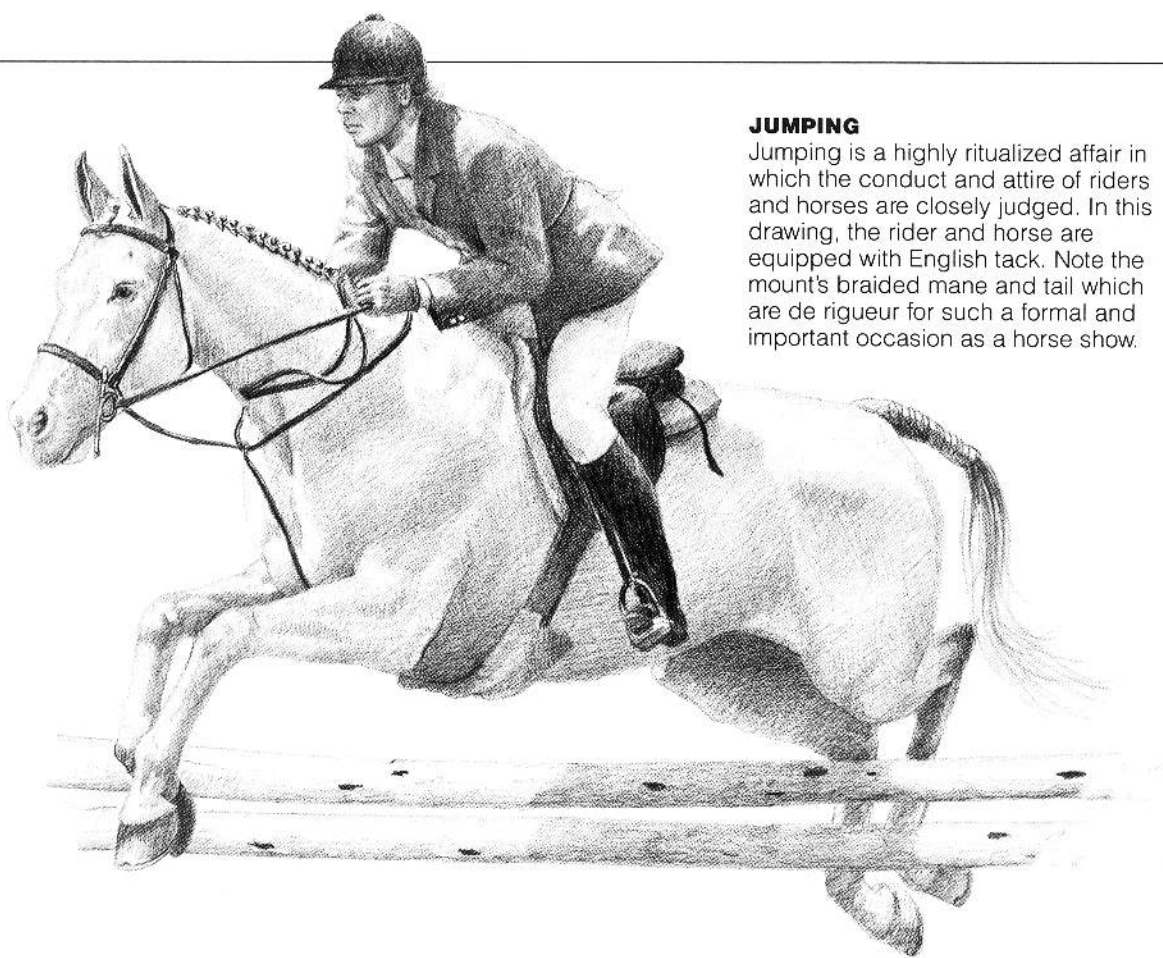 JUMPING
Jumping is a highly ritualized affair in
which the conduct and attire of riders
and horses are closely judged. In this
drawing, the rider and horse are
equipped with English tack. Note the
mount's braided mane and tail which
are de rigueur for such a formal and
important occasion as a horse show.